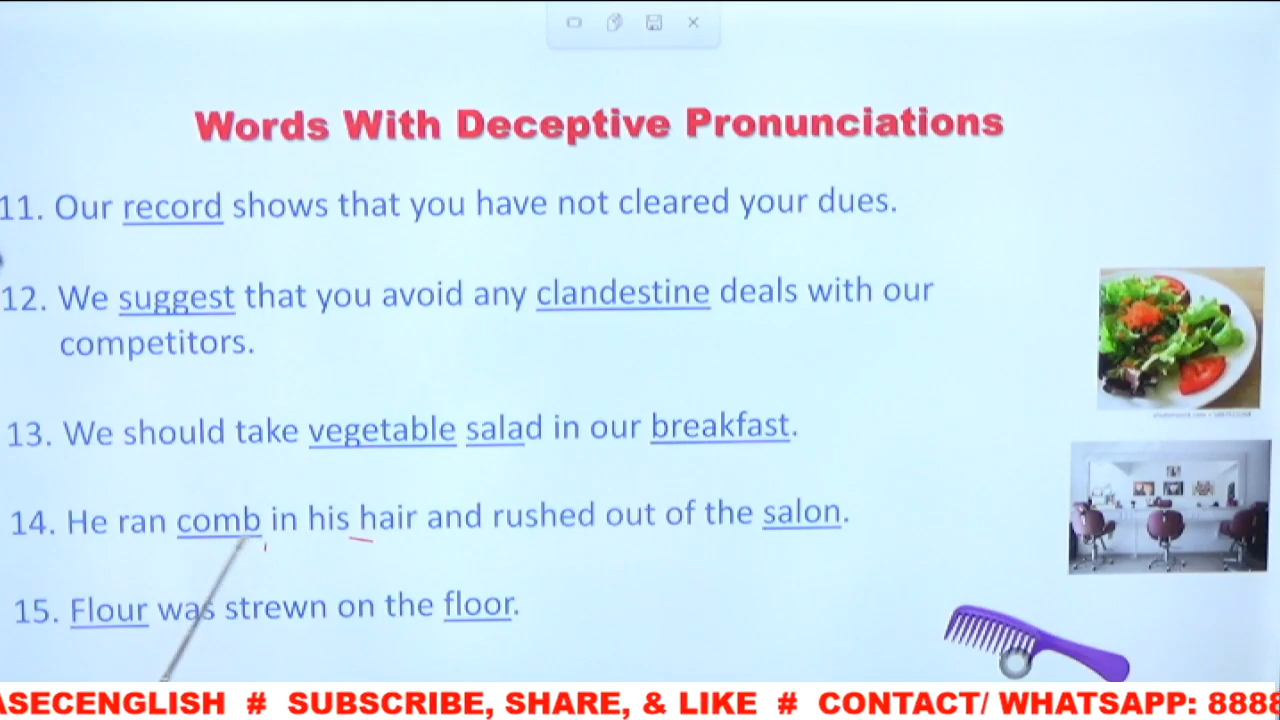 Words With Deceptive Pronunciations
11. Our record shows that you have not cleared your dues.
12. We suggest that you avoid any clandestine deals with our
competitors.
13. We should take vegetable salad in our breakfast.
14. He ran comb in his hair and rushed out of the salon.
15. Flour was strewn on the floor.
ASECENGLISH # SUBSCRIBE, SHARE, & LIKE # CONTACT/ WHATSAPP: 8888